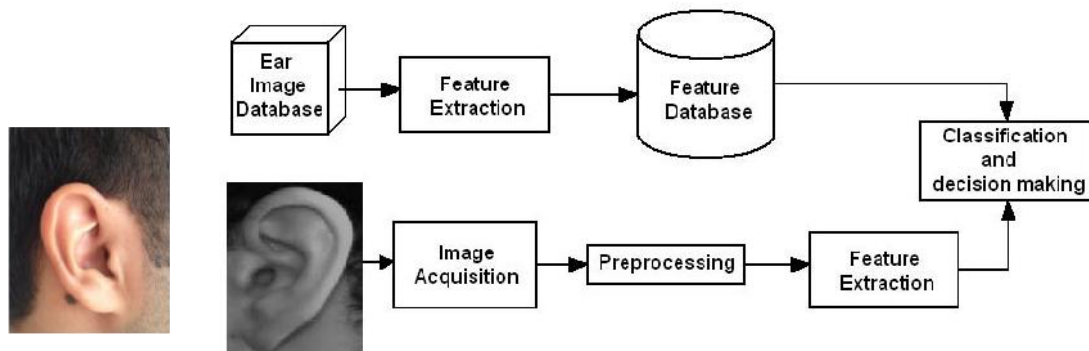 Ear
Image
Database
Feature
Extraction
Feature
Database
Classification
and
decision making
Image
Acquisition
Preprocessing
Feature
Extraction